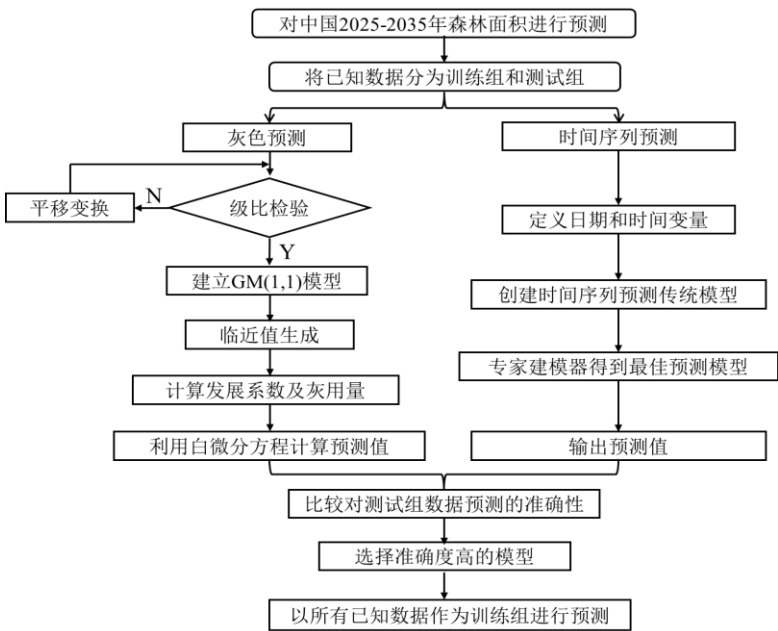 对中国2025-2035年森林面积进行预测
将已知数据分为训练组和测试组
灰色预测
时间序列预测
平移变换
N
级比检验
定义日期和时间变量
Y
建立GM(1,1)模型
创建时间序列预测传统模型
临近值生成
专家建模器得到最佳预测模型
计算发展系数及灰用量
利用白微分方程计算预测值
输出预测值
比较对测试组数据预测的准确性
选择准确度高的模型
以所有已知数据作为训练组进行预测